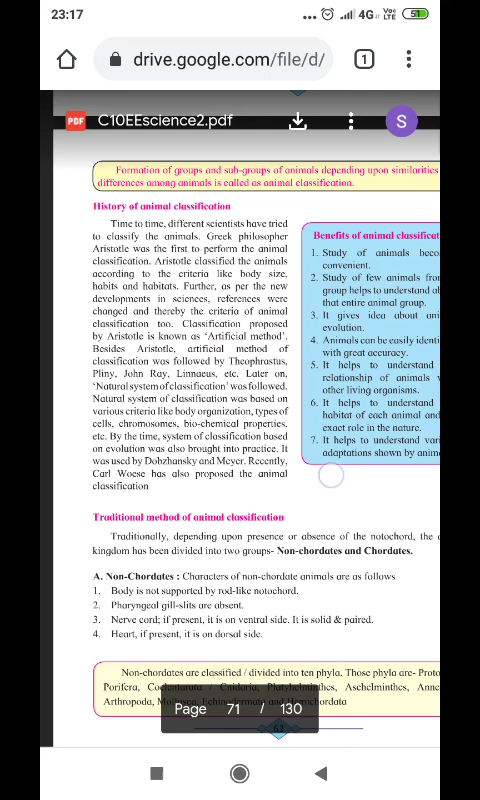 23:17
... 4G Vo) LTE 51
drive.google.com/file/d/
1
PDF C10EEscience2.pdf
S
Formation of groups and sub-groups of animals depending upon similarities
differences among animals is called as animal classification.
History of animal classification
Time to time, different scientists have tried
to classify the animals. Greek philosopher
Aristotle was the first to perform the animal
classification. Aristotle classified the animals
according to the criteria like body size,
habits and habitats. Further, as per the new
developments in sciences, references were
changed and thereby the criteria of animal
classification too. Classification proposed
by Aristotle is known as ‘Artificial method’.
Besides Aristotle, artificial method of
classification was followed by Theophrastus,
Pliny, John Ray, Linnaeus, etc. Later on,
‘Natural system of classification’ was followed.
Natural system of classification was based on
various criteria like body organization, types of
cells, chromosomes, bio-chemical properties,
etc. By the time, system of classification based
on evolution was also brought into practice. It
was used by Dobzhansky and Meyer. Recently,
Carl Woese has also proposed the animal
classification
Benefits of animal classificat
1. Study of animals beco
convenient.
2. Study of few animals fro
group helps to understand ab
that entire animal group.
3. It gives idea about ani
evolution.
4. Animals can be easily identi
with great accuracy.
5. It helps to understand
relationship of animals
other living organisms.
6. It helps to understand
habitat of each animal and
exact role in the nature.
7. It helps to understand vari
adaptations shown by anim
Traditional method of animal classification
Traditionally, depending upon presence or absence of the notochord, the
kingdom has been divided into two groups- Non-chordates and Chordates.
A. Non-Chordates : Characters of non-chordate animals are as follows
1. Body is not supported by rod-like notochord.
2. Pharyngeal gill-slits are absent.
3. Nerve cord; if present, it is on ventral side. It is solid & paired.
4. Heart, if present, it is on dorsal side.
Non-chordates are classified / divided into ten phyla. Those phyla are- Proto
Porifera, Coelenterata / Cnidaria, Platyhelminthes, Aschelminthes, Anne
Arthropoda, Mollusca, Echinodermata and Hemichordata
Page 71 / 130
62